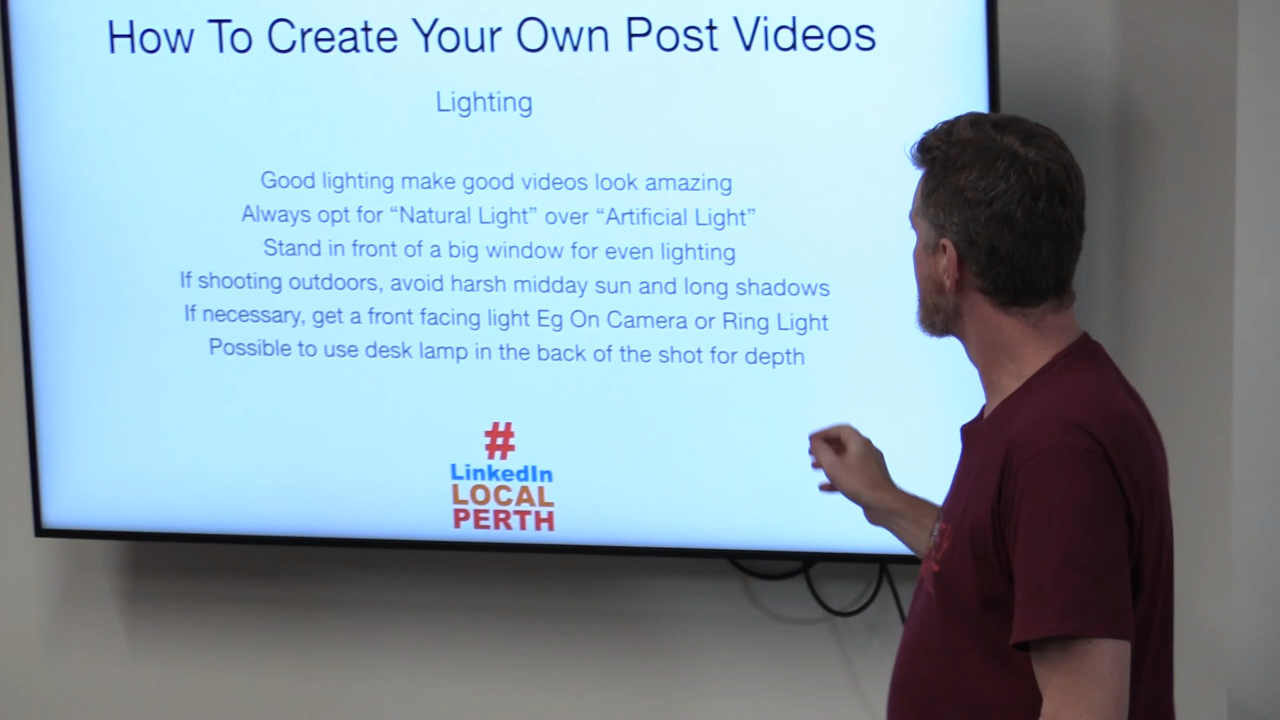 How To Create Your Own Post Videos
Lighting
Good lighting make good videos look amazing
Always opt for “Natural Light” over “Artificial Light”
Stand in front of a big window for even lighting
If shooting outdoors, avoid harsh midday sun and long shadows
If necessary, get a front facing light Eg On Camera or Ring Light
Possible to use desk lamp in the back of the shot for depth
#
LinkedIn
LOCAL
PERTH